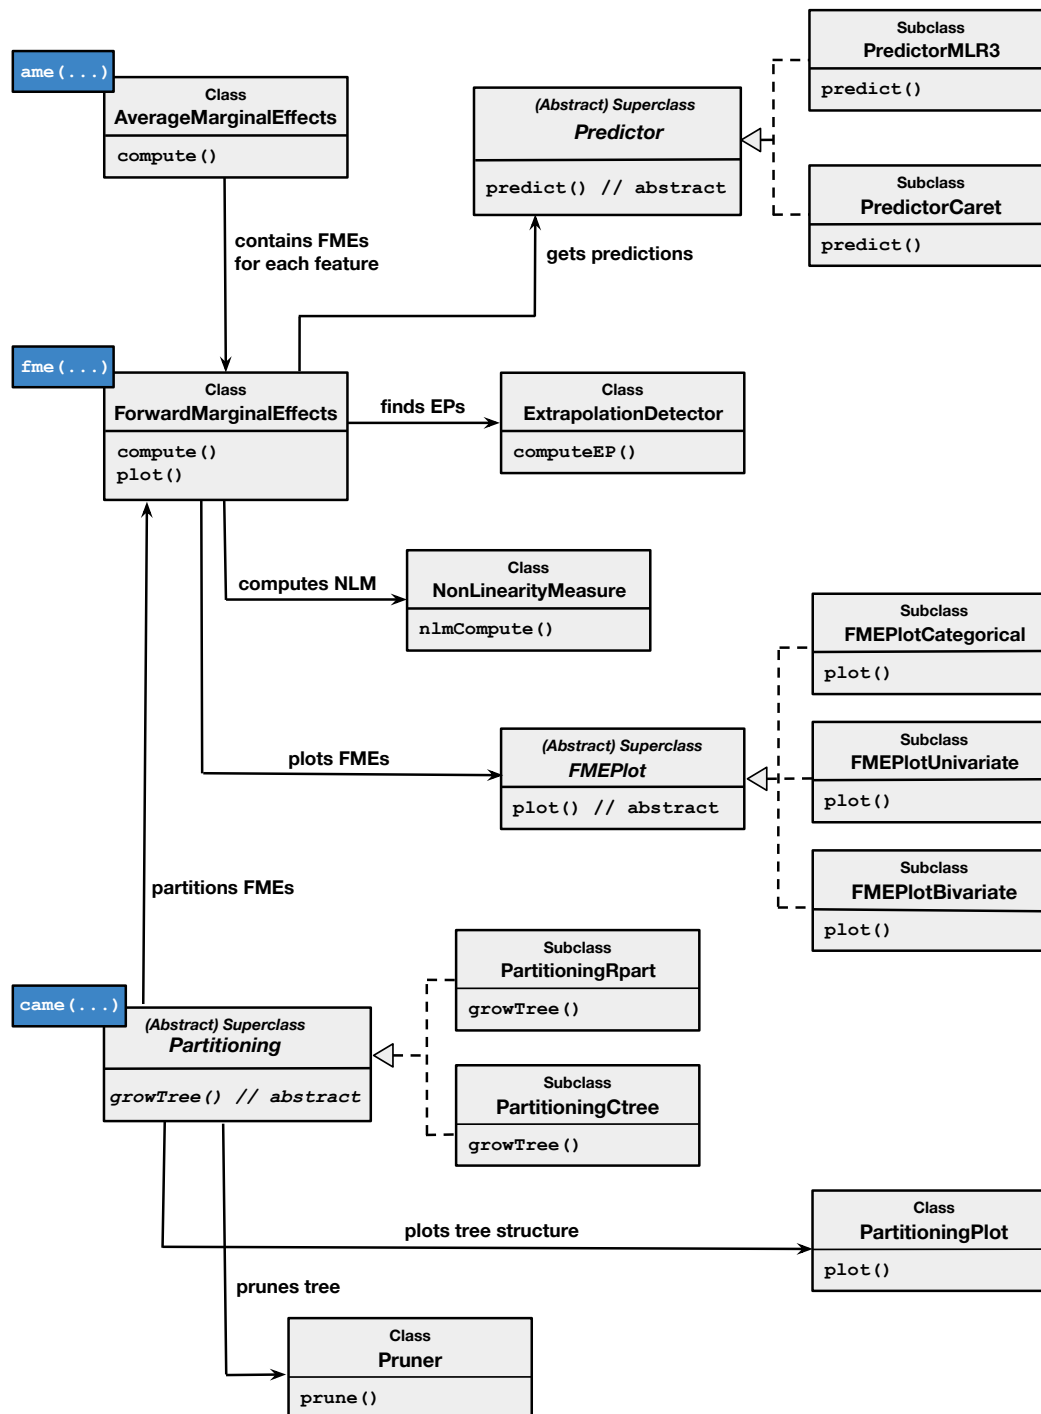 ame(...)
Class
AverageMarginalEffects
compute()
contains FMEs
for each feature
(Abstract) Superclass
Predictor
predict() // abstract
gets predictions
Subclass
PredictorMLR3
predict()
Subclass
PredictorCaret
predict()
fme(...)
Class
ForwardMarginalEffects
compute()
plot()
finds EPs
Class
ExtrapolationDetector
computeEP()
computes NLM
Class
NonLinearityMeasure
nlmCompute()
plots FMEs
(Abstract) Superclass
FMEPlot
plot() // abstract
Subclass
FMEPlotCategorical
plot()
Subclass
FMEPlotUnivariate
plot()
Subclass
FMEPlotBivariate
plot()
partitions FMEs
came(...)
(Abstract) Superclass
Partitioning
growTree() // abstract
Subclass
PartitioningRpart
growTree()
Subclass
PartitioningCtree
growTree()
plots tree structure
Class
PartitioningPlot
plot()
prunes tree
Class
Pruner
prune()